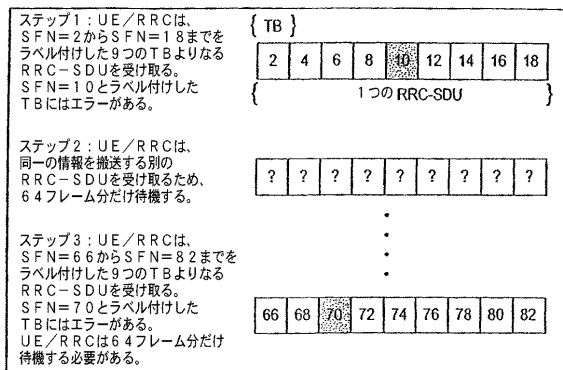 ステップ1:UE/RRCは、
SFN=2からSFN=18までを
ラベル付けした9つのTBよりなる
RRC-SDUを受け取る。
SFN=10とラベル付けした
TBにはエラーがある。
{ TB }
2 4 6 8 10 12 14 16 18
{ 1つのRRC-SDU }
ステップ2:UE/RRCは、
同一の情報を搬送する別の
RRC-SDUを受け取るため、
64フレーム分だけ待機する。
? ? ? ? ? ? ? ? ?
ステップ3:UE/RRCは、
SFN=66からSFN=82までを
ラベル付けした9つのTBよりなる
RRC-SDUを受け取る。
SFN=70とラベル付けした
TBにはエラーがある。
UE/RRCは64フレーム分だけ
待機する必要がある。
66 68 70 72 74 76 78 80 82